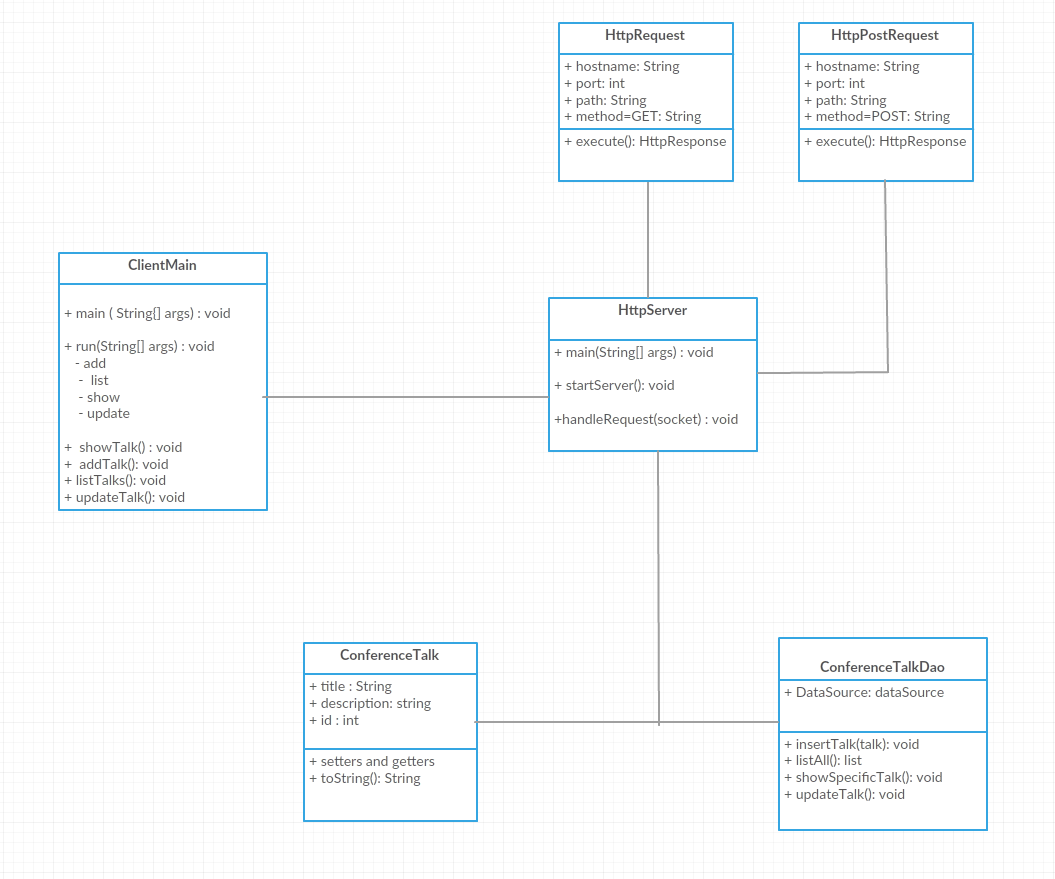 HttpRequest
+ hostname: String
+ port: int
+ path: String
+ method=GET: String
+ execute(): HttpResponse
HttpPostRequest
+ hostname: String
+ port: int
+ path: String
+ method=POST: String
+ execute(): HttpResponse
ClientMain
+ main ( String[] args) : void
+ run(String[] args) : void
- add
- list
- show
- update
+ showTalk() : void
+ addTalk(): void
+ listTalks(): void
+ updateTalk(): void
HttpServer
+ main(String[] args) : void
+ startServer(): void
+handleRequest(socket) : void
ConferenceTalk
+ title : String
+ description: string
+ id : int
+ setters and getters
+ toString(): String
ConferenceTalkDao
+ DataSource: dataSource
+ insertTalk(talk): void
+ listAll(): list
+ showSpecificTalk(): void
+ updateTalk(): void